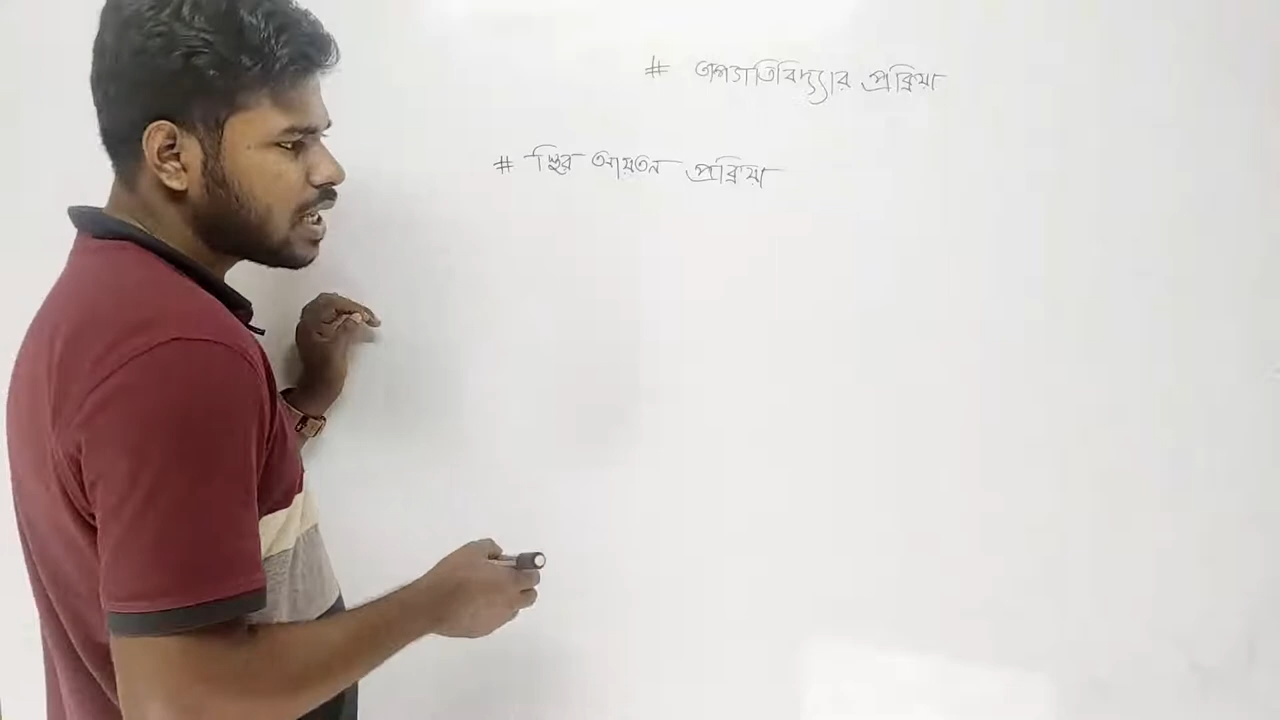 # তাপগতিবিদ্যার প্রক্রিয়া
# স্থির আয়তন প্রক্রিয়া